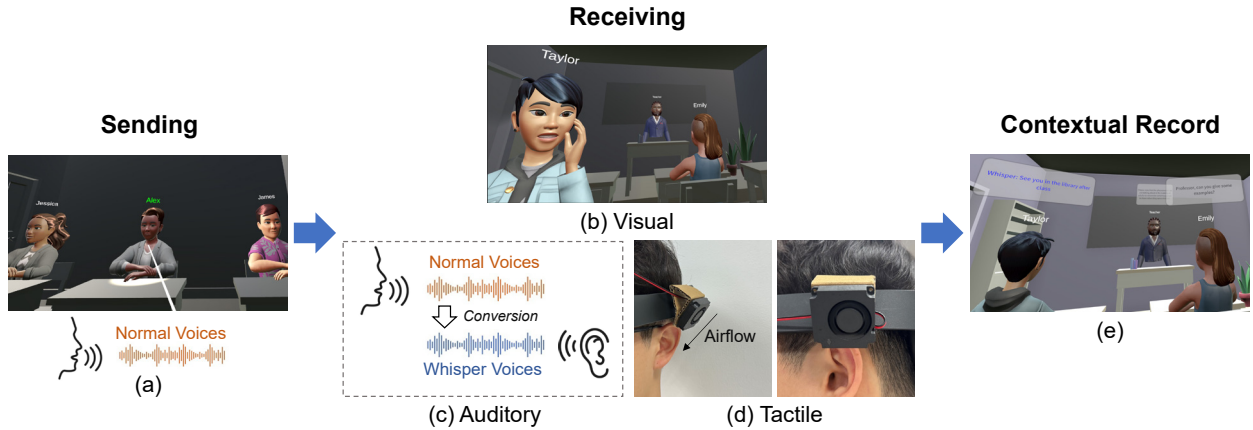 Receiving
Sending
Contextual Record
Jessica
Alex
James
Normal Voices
(a)
Taylor
Emily
(b) Visual
Normal Voices
Conversion
Whisper Voices
(c) Auditory
Airflow
(d) Tactile
Whisper: See you in the library after
class
Professor, can you give some
examples?
Taylor
Emily
(e)